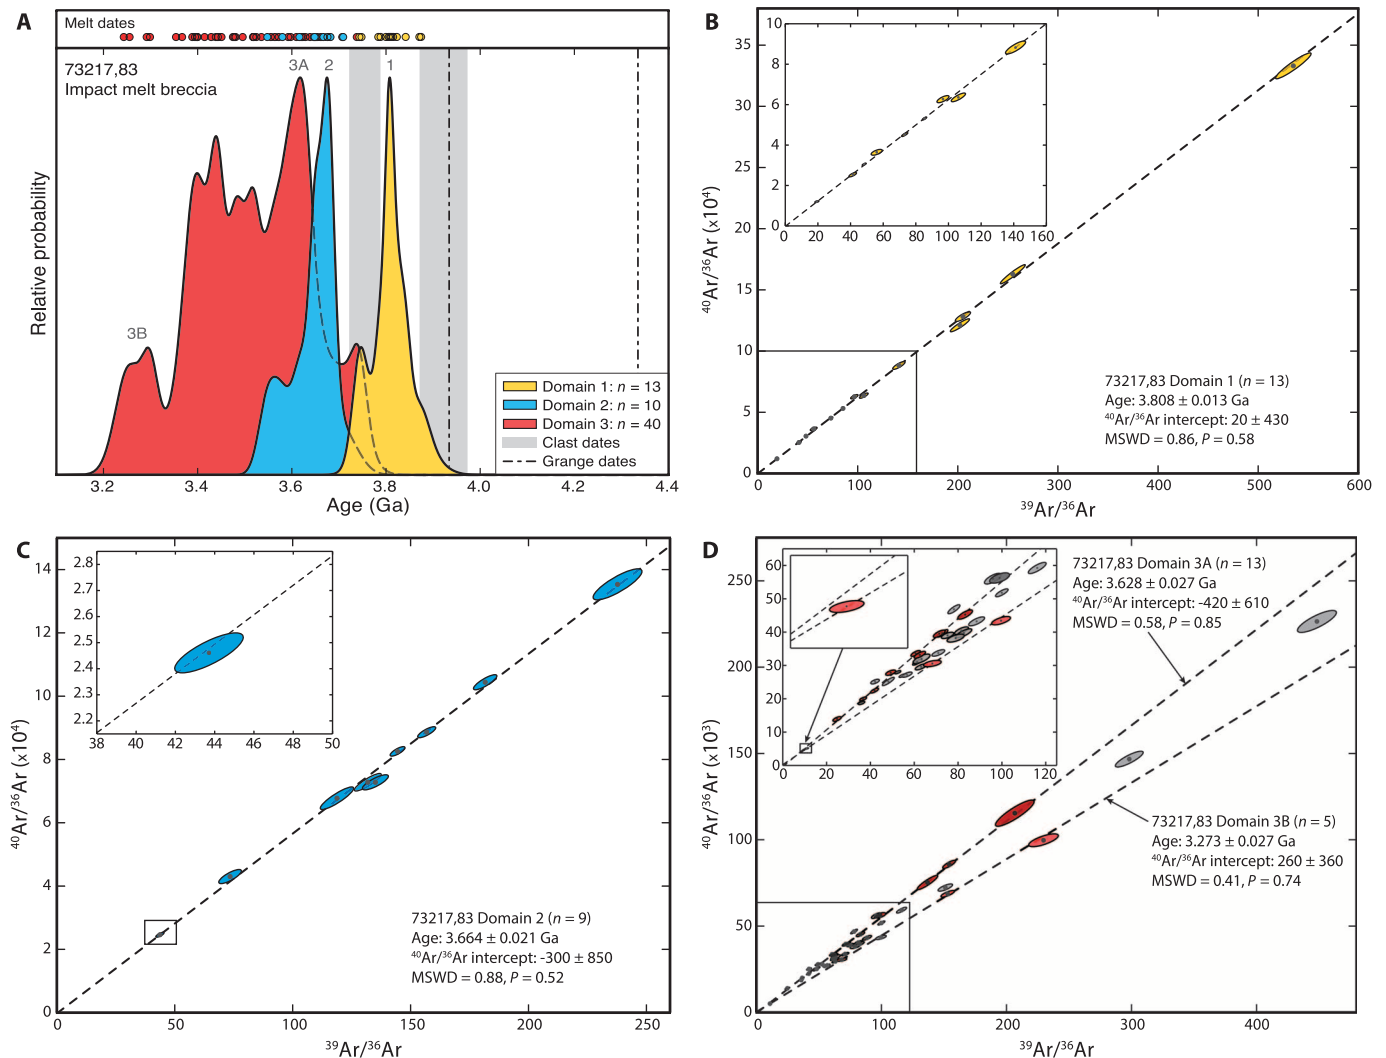 A
Melt dates
73217,83
Impact melt breccia
3A
2
1
3B
Relative probability
Domain 1: n = 13
Domain 2: n = 10
Domain 3: n = 40
Clast dates
Grange dates
3.2 3.4 3.6 3.8 4.0 4.2 4.4
Age (Ga)
B
35
30
25
20
15
10
5
0
⁴⁰Ar/³⁶Ar (x10⁴)
10
8
6
4
2
0
0 20 40 60 80 100 120 140 160
73217,83 Domain 1 (n = 13)
Age: 3.808 ± 0.013 Ga
⁴⁰Ar/³⁶Ar intercept: 20 ± 430
MSWD = 0.86, P = 0.58
0 100 200 300 400 500 600
³⁹Ar/³⁶Ar
C
14
12
10
8
6
4
2
0
⁴⁰Ar/³⁶Ar (x10⁴)
2.8
2.7
2.6
2.5
2.4
2.3
2.2
38 40 42 44 46 48 50
73217,83 Domain 2 (n = 9)
Age: 3.664 ± 0.021 Ga
⁴⁰Ar/³⁶Ar intercept: -300 ± 850
MSWD = 0.88, P = 0.52
0 50 100 150 200 250
³⁹Ar/³⁶Ar
D
250
200
150
100
50
0
⁴⁰Ar/³⁶Ar (x10³)
60
50
40
30
20
10
0
0 20 40 60 80 100 120
73217,83 Domain 3A (n = 13)
Age: 3.628 ± 0.027 Ga
⁴⁰Ar/³⁶Ar intercept: -420 ± 610
MSWD = 0.58, P = 0.85
73217,83 Domain 3B (n = 5)
Age: 3.273 ± 0.027 Ga
⁴⁰Ar/³⁶Ar intercept: 260 ± 360
MSWD = 0.41, P = 0.74
0 100 200 300 400
³⁹Ar/³⁶Ar